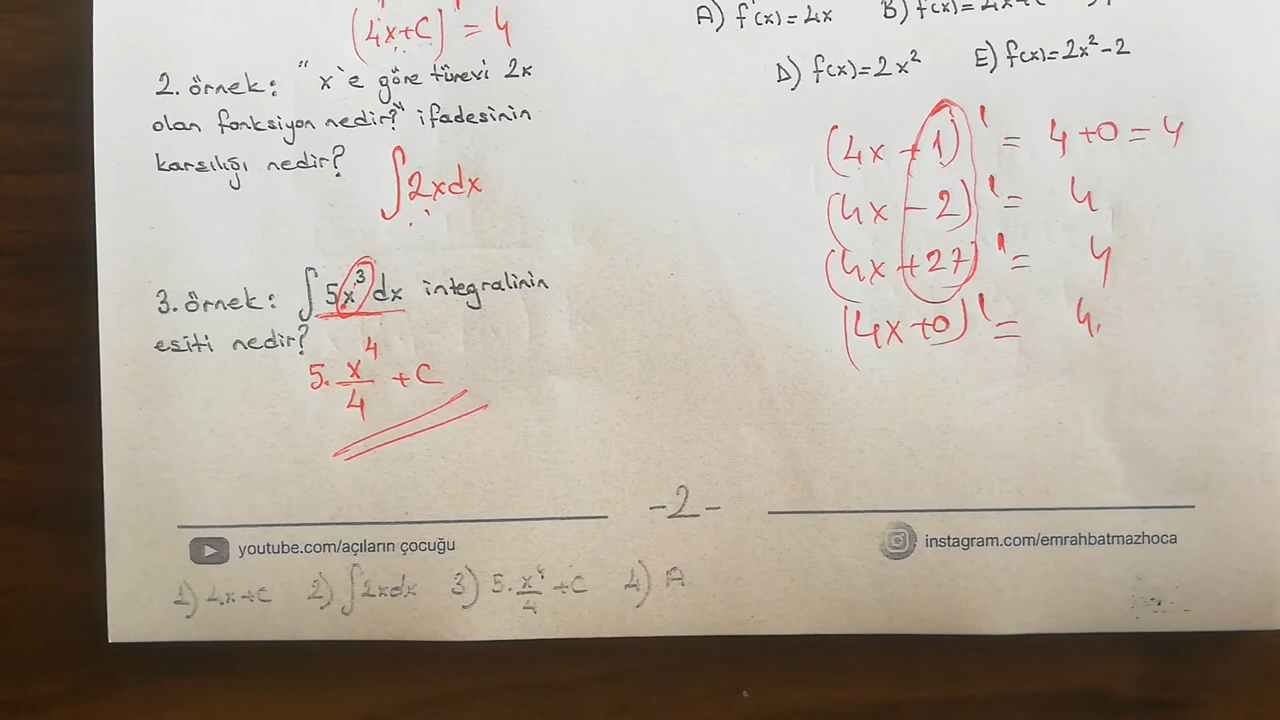 (4x+C)' = 4
2. örnek: "x'e göre türevi 2x
olan fonksiyon nedir?" ifadesinin
karşılığı nedir?
∫2xdx
3. örnek: ∫5x³dx integralinin
esiti nedir?
5.x⁴/4 +C
A) f(x)=4x B) f(x)=
D) f(x)=2x² E) f(x)=2x²-2
(4x+1)' = 4+0=4
(4x-2)' = 4
(4x+27)' = 4
(4x+0)' = 4.
-2-
youtube.com/açıların çocuğu
instagram.com/emrahbatmazhoca
1) 4x+C 2) ∫2xdx 3) 5.x⁴/4 +C 4) A